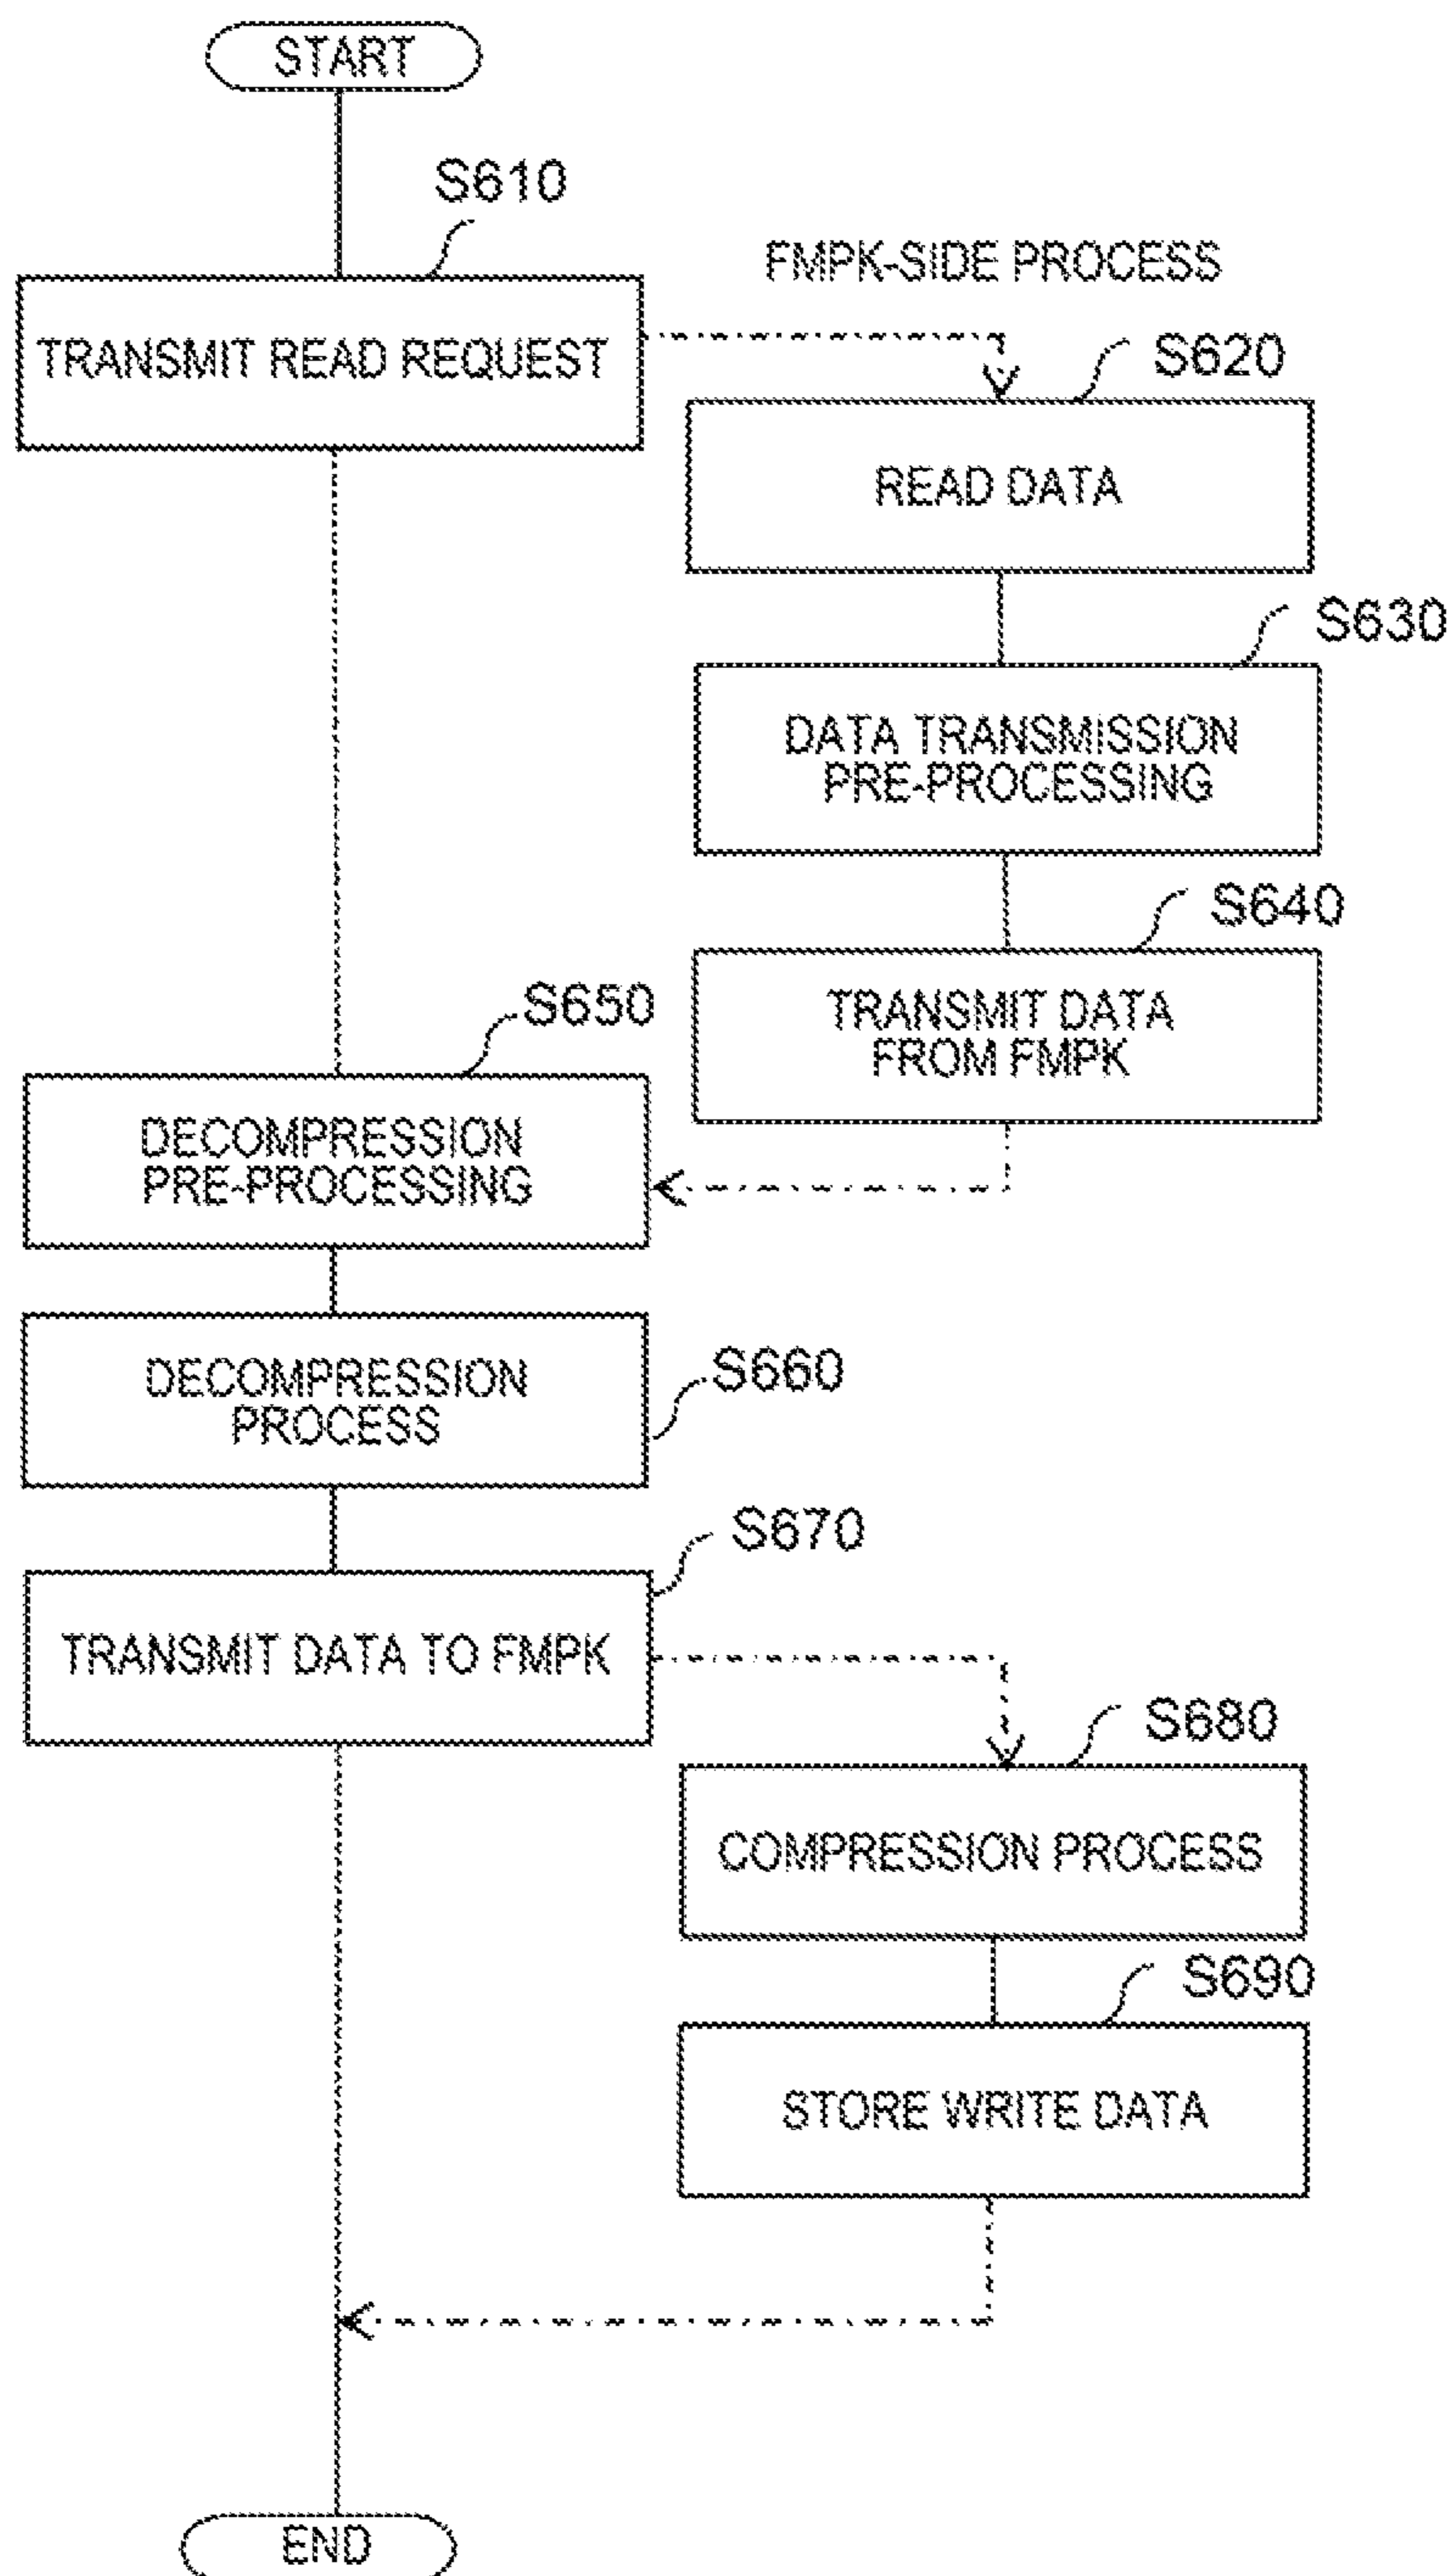 START
S610
FMPK-SIDE PROCESS
TRANSMIT READ REQUEST
S620
READ DATA
S630
DATA TRANSMISSION
PRE-PROCESSING
S640
TRANSMIT DATA
FROM FMPK
S650
DECOMPRESSION
PRE-PROCESSING
S660
DECOMPRESSION
PROCESS
S670
TRANSMIT DATA TO FMPK
S680
COMPRESSION PROCESS
S690
STORE WRITE DATA
END